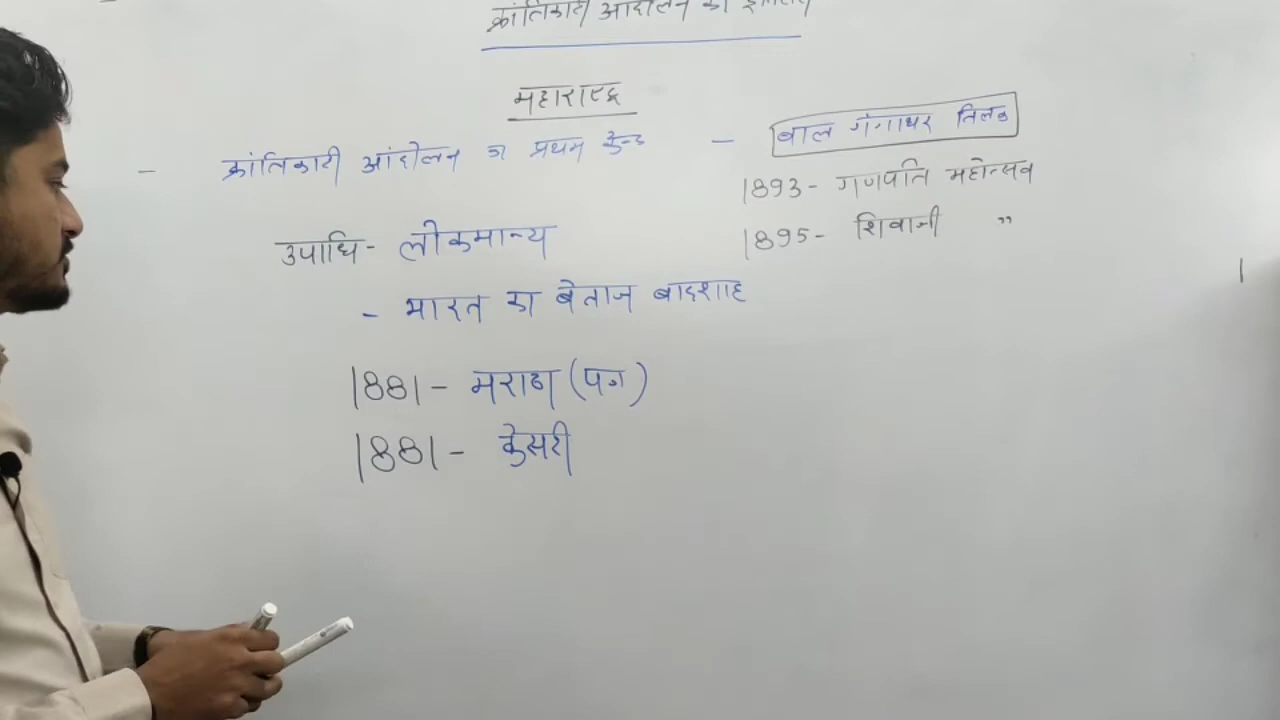 क्रांतिकारी आंदोलन का इतिहास
महाराष्ट्र
- क्रांतिकारी आंदोलन का प्रथम केन्द्र - बाल गंगाधर तिलक
1893- गणपति महोत्सव
1895- शिवाजी "
उपाधि- लोकमान्य
- भारत का बेताज बादशाह
1881- मराठा (पत्र)
1881- केसरी